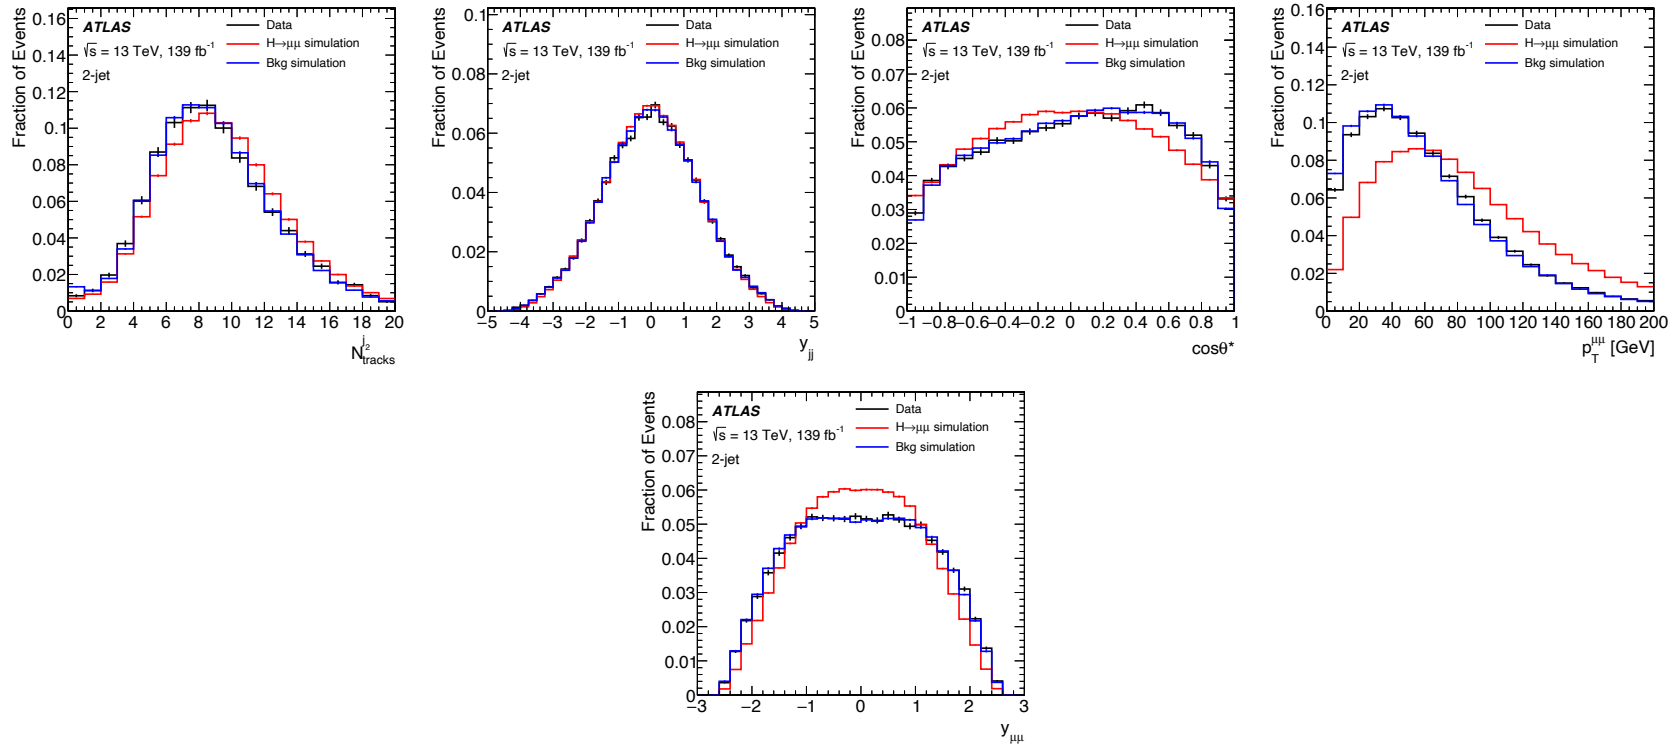 Fraction of Events
0.16
0.14
0.12
0.1
0.08
0.06
0.04
0.02
0
ATLAS
√s = 13 TeV, 139 fb-1
2-jet
Data
H→μμ simulation
Bkg simulation
0 2 4 6 8 10 12 14 16 18 20
N j2 tracks
Fraction of Events
0.1
0.08
0.06
0.04
0.02
0
ATLAS
√s = 13 TeV, 139 fb-1
2-jet
Data
H→μμ simulation
Bkg simulation
−5 −4 −3 −2 −1 0 1 2 3 4 5
y jj
Fraction of Events
0.08
0.07
0.06
0.05
0.04
0.03
0.02
0.01
0
ATLAS
√s = 13 TeV, 139 fb-1
2-jet
Data
H→μμ simulation
Bkg simulation
−1 −0.8 −0.6 −0.4 −0.2 0 0.2 0.4 0.6 0.8 1
cosθ*
Fraction of Events
0.16
0.14
0.12
0.1
0.08
0.06
0.04
0.02
0
ATLAS
√s = 13 TeV, 139 fb-1
2-jet
Data
H→μμ simulation
Bkg simulation
0 20 40 60 80 100 120 140 160 180 200
p T μμ [GeV]
Fraction of Events
0.08
0.07
0.06
0.05
0.04
0.03
0.02
0.01
0
ATLAS
√s = 13 TeV, 139 fb-1
2-jet
Data
H→μμ simulation
Bkg simulation
−3 −2 −1 0 1 2 3
y μμ